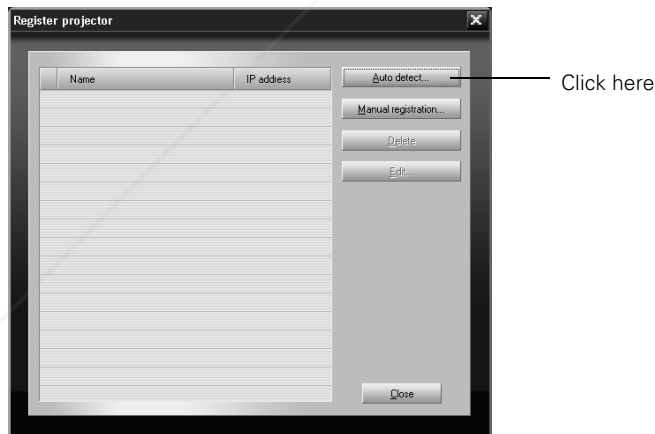 Register projector
Name IP address
Auto detect...
Click here
Manual registration...
Delete
Edit...
Close